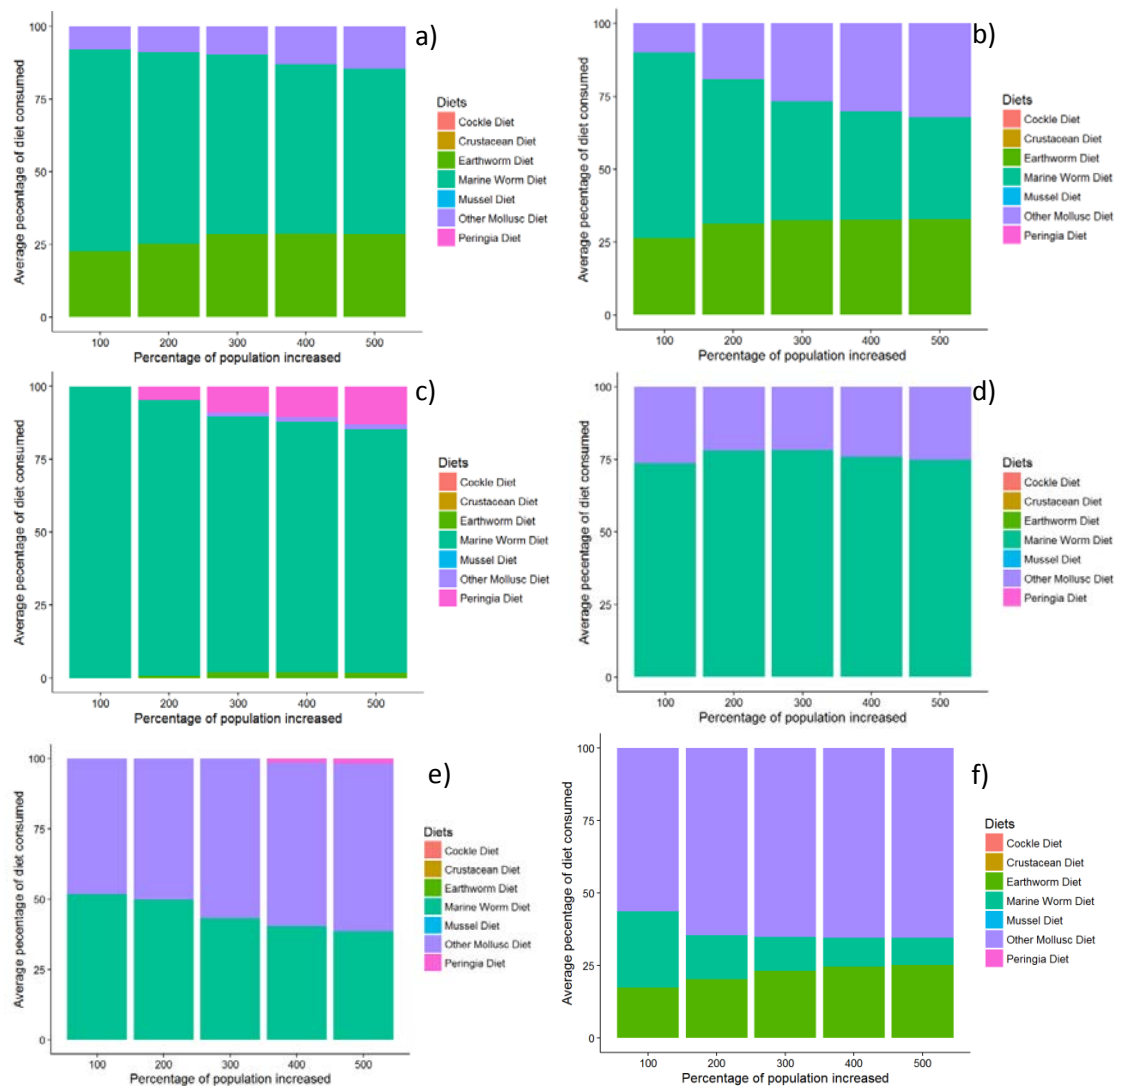 a)
Average pecentage of diet consumed
100
75
50
25
0
100 200 300 400 500
Percentage of population increased
Diets
Cockle Diet
Crustacean Diet
Earthworm Diet
Marine Worm Diet
Mussel Diet
Other Mollusc Diet
Peringia Diet
b)
Average pecentage of diet consumed
100
75
50
25
0
100 200 300 400 500
Percentage of population increased
Diets
Cockle Diet
Crustacean Diet
Earthworm Diet
Marine Worm Diet
Mussel Diet
Other Mollusc Diet
Peringia Diet
c)
Average pecentage of diet consumed
100
75
50
25
0
100 200 300 400 500
Percentage of population increased
Diets
Cockle Diet
Crustacean Diet
Earthworm Diet
Marine Worm Diet
Mussel Diet
Other Mollusc Diet
Peringia Diet
d)
Average pecentage of diet consumed
100
75
50
25
0
100 200 300 400 500
Percentage of population increased
Diets
Cockle Diet
Crustacean Diet
Earthworm Diet
Marine Worm Diet
Mussel Diet
Other Mollusc Diet
Peringia Diet
e)
Average pecentage of diet consumed
100
75
50
25
0
100 200 300 400 500
Percentage of population increased
Diets
Cockle Diet
Crustacean Diet
Earthworm Diet
Marine Worm Diet
Mussel Diet
Other Mollusc Diet
Peringia Diet
f)
Average pecentage of diet consumed
100
75
50
25
0
100 200 300 400 500
Percentage of population increased
Diets
Cockle Diet
Crustacean Diet
Earthworm Diet
Marine Worm Diet
Mussel Diet
Other Mollusc Diet
Peringia Diet